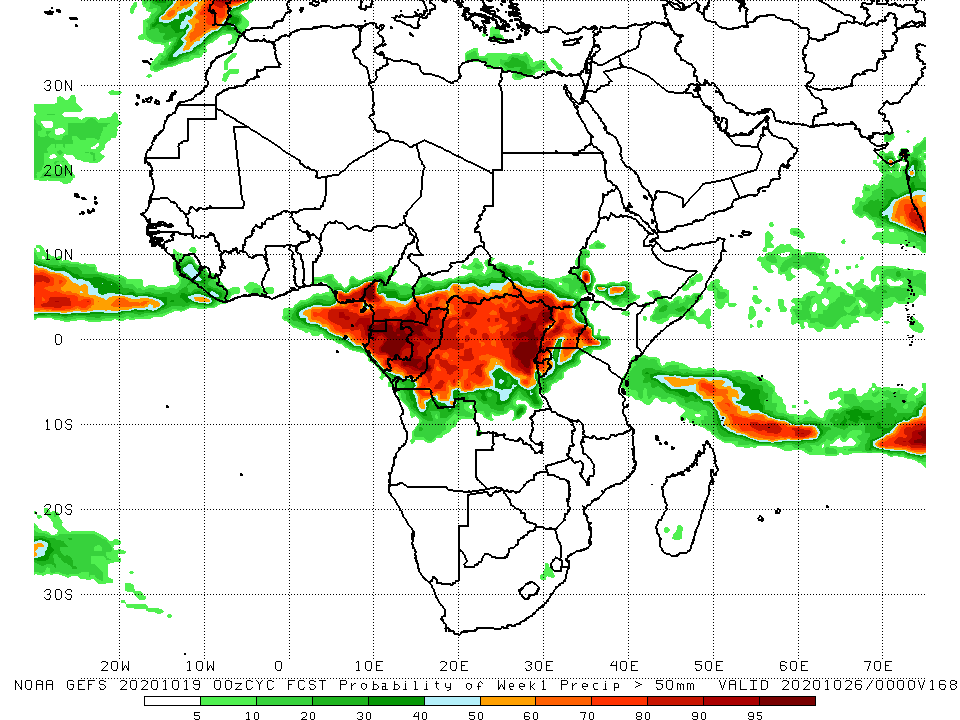 30N
20N
10N
0
10S
20S
30S
20W 10W 0 10E 20E 30E 40E 50E 60E 70E
NOAA GEFS 20201019 00zCYC FCST Probability of Week1 Precip > 50mm VALID 20201026/0000V168
5 10 20 30 40 50 60 70 80 90 95